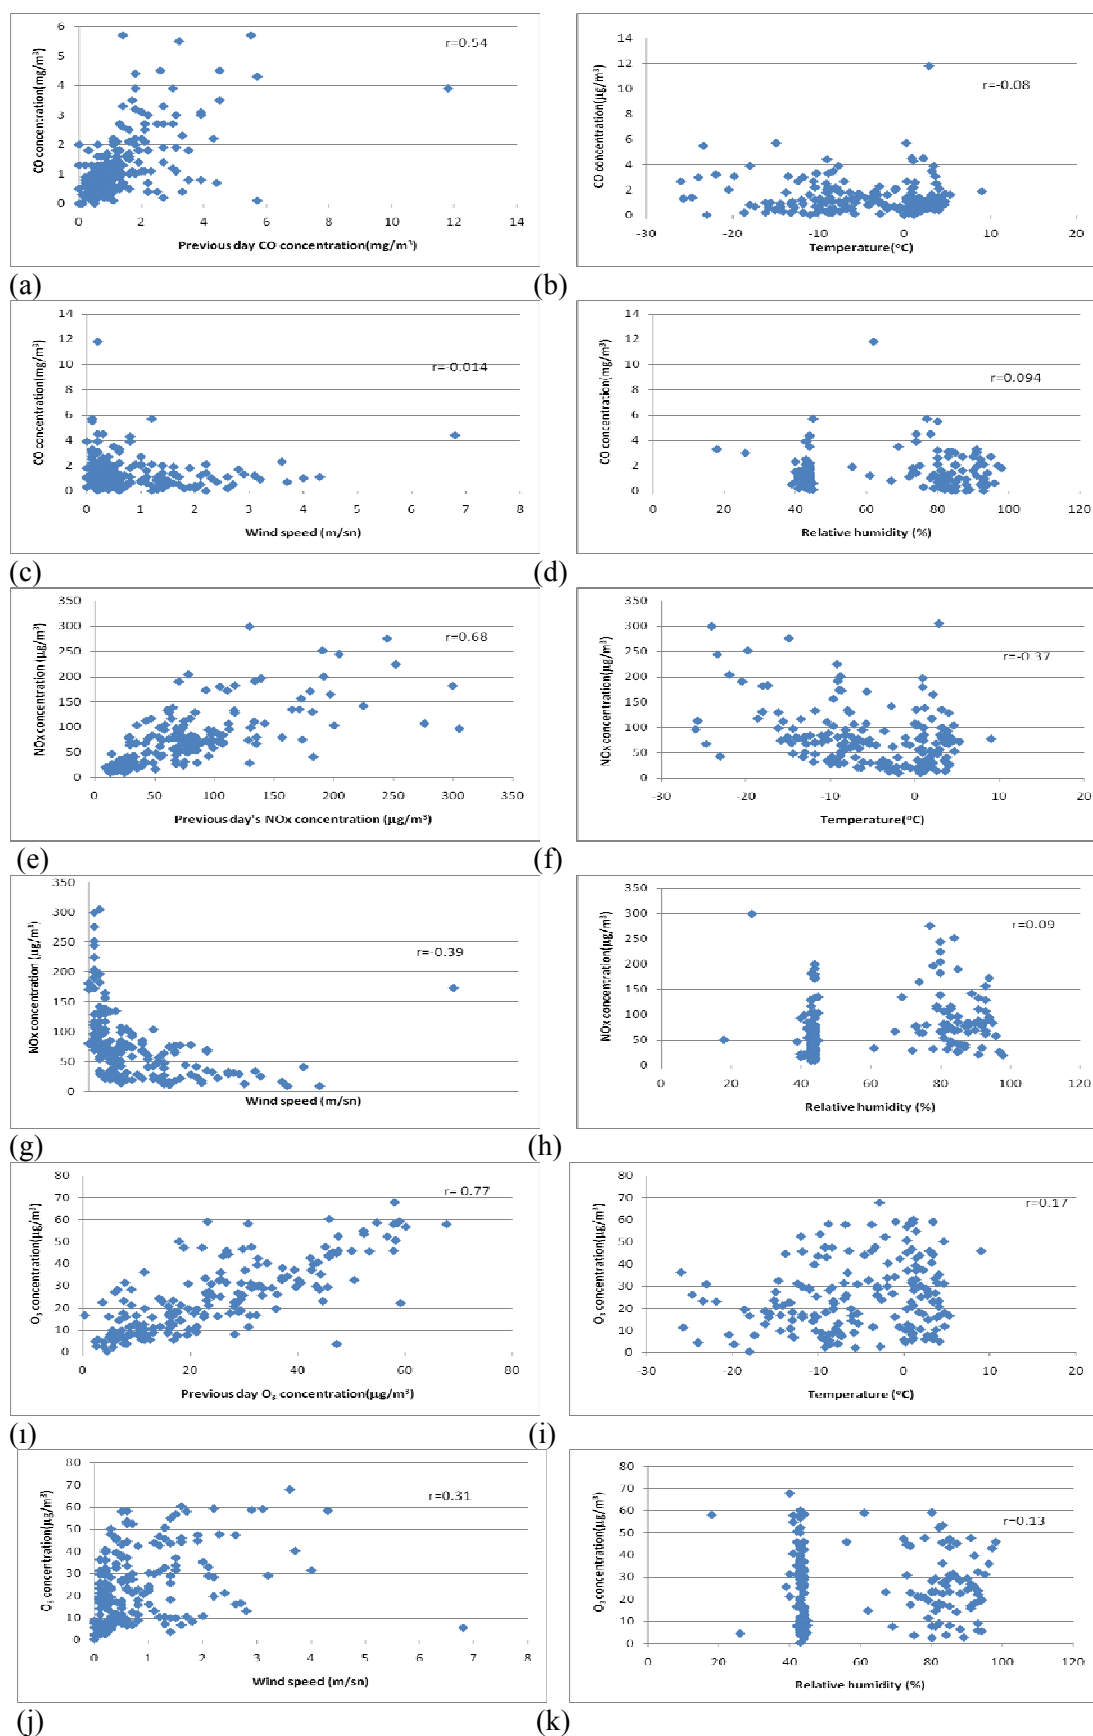 6
5
4
3
2
1
0
CO concentration(mg/m³)
r=0.54
0 2 4 6 8 10 12 14
Previous day CO concentration(mg/m³)
(a)
14
12
10
8
6
4
2
0
CO concentration(µg/m³)
r=-0.08
-30 -20 -10 0 10 20
Temperature(°C)
(b)
14
12
10
8
6
4
2
0
CO concentration(mg/m³)
r=-0.014
0 1 2 3 4 5 6 7 8
Wind speed (m/sn)
(c)
14
12
10
8
6
4
2
0
CO concentration(mg/m³)
r=0.094
0 20 40 60 80 100 120
Relative humidity (%)
(d)
350
300
250
200
150
100
50
0
NOx concentration (µg/m³)
r=0.68
0 50 100 150 200 250 300 350
Previous day's NOx concentration (µg/m³)
(e)
350
300
250
200
150
100
50
0
NOx concentration(µg/m³)
r=-0.37
-30 -20 -10 0 10 20
Temperature(°C)
(f)
350
300
250
200
150
100
50
0
NOx concentration (µg/m³)
r=-0.39
Wind speed (m/sn)
(g)
350
300
250
200
150
100
50
0
NOx concentration(µg/m³)
r=0.09
0 20 40 60 80 100 120
Relative humidity (%)
(h)
80
70
60
50
40
30
20
10
0
O₃ concentration(µg/m³)
r= 0.77
0 20 40 60 80
Previous day O₃ concentration(µg/m³)
(ı)
80
70
60
50
40
30
20
10
0
O₃ concentration(µg/m³)
r=0.17
-30 -20 -10 0 10 20
Temperature (°C)
(i)
80
70
60
50
40
30
20
10
0
O₃ concentration(µg/m³)
r=0.31
0 1 2 3 4 5 6 7 8
Wind speed (m/sn)
(j)
80
70
60
50
40
30
20
10
0
O₃ concentration(µg/m³)
r=0.13
0 20 40 60 80 100 120
Relative humidity (%)
(k)